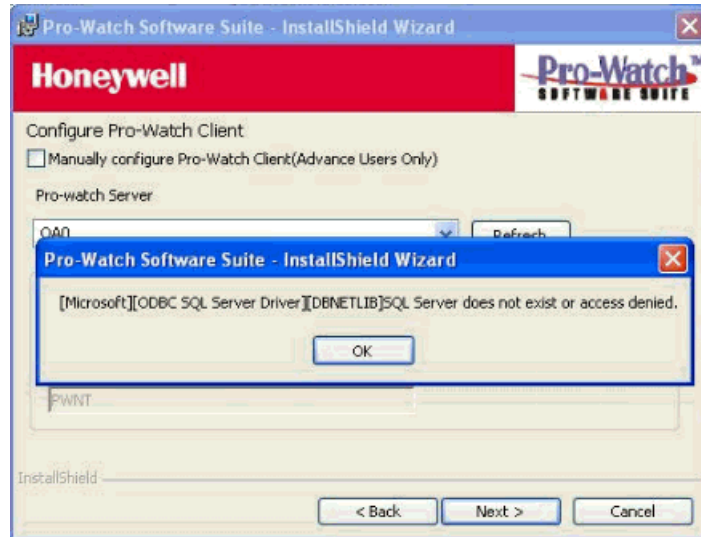 Pro-Watch Software Suite - InstallShield Wizard
Honeywell
Pro-Watch™
SOFTWARE SUITE
Configure Pro-Watch Client
Manually configure Pro-Watch Client(Advance Users Only)
Pro-watch Server
Refresh
Pro-Watch Software Suite - InstallShield Wizard
[Microsoft][ODBC SQL Server Driver][DBNETLIB]SQL Server does not exist or access denied.
OK
PWNT
InstallShield
< Back
Next >
Cancel